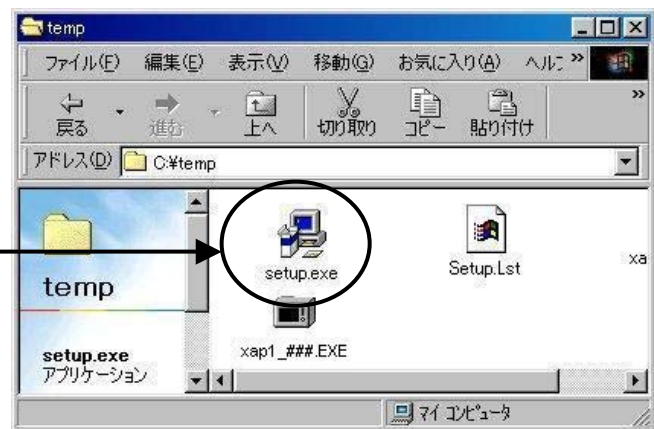 temp
ファイル(F) 編集(E) 表示(V) 移動(G) お気に入り(A) ヘルプ »
戻る 進む 上へ 切り取り コピー 貼り付け »
アドレス(D) C:¥temp
temp
setup.exe
アプリケーション
setup.exe
Setup.Lst
xa
xap1_###.EXE
マイ コンピュータ